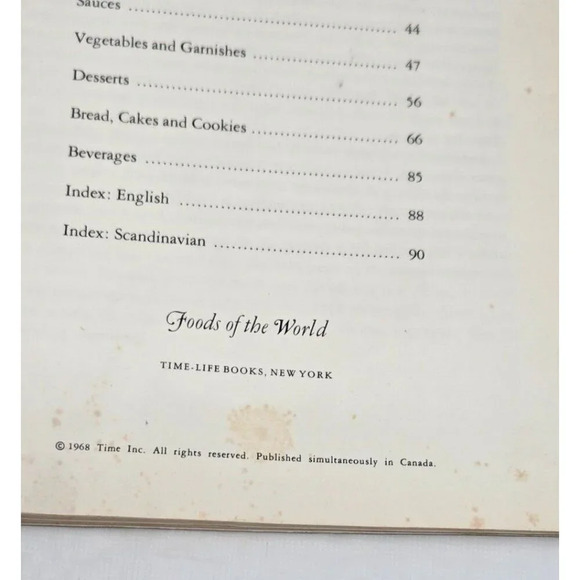 Sauces ........................................ 44
Vegetables and Garnishes ........................ 47
Desserts ........................................ 56
Bread, Cakes and Cookies ........................ 66
Beverages ........................................ 85
Index: English .................................... 88
Index: Scandinavian .............................. 90
Foods of the World
TIME-LIFE BOOKS, NEW YORK
© 1968 Time Inc. All rights reserved. Published simultaneously in Canada.